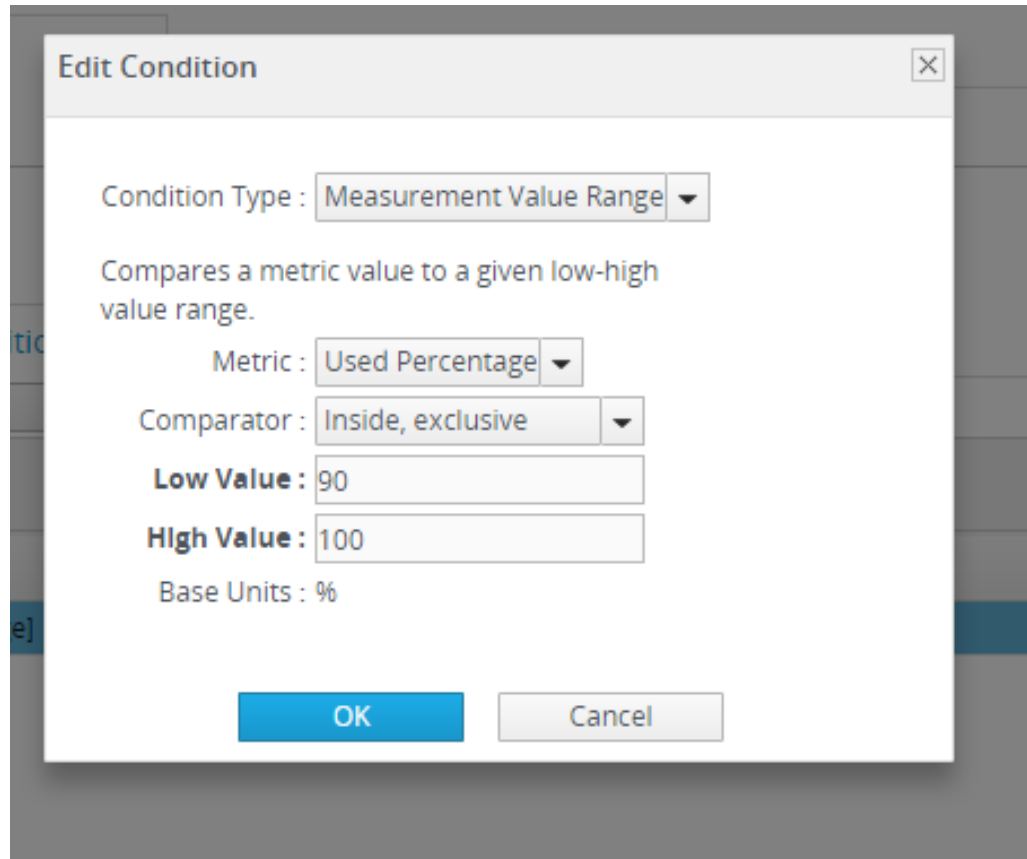 Edit Condition
Condition Type : Measurement Value Range
Compares a metric value to a given low-high
value range.
Metric : Used Percentage
Comparator : Inside, exclusive
Low Value : 90
HIgh Value : 100
Base Units : %
e]
OK Cancel